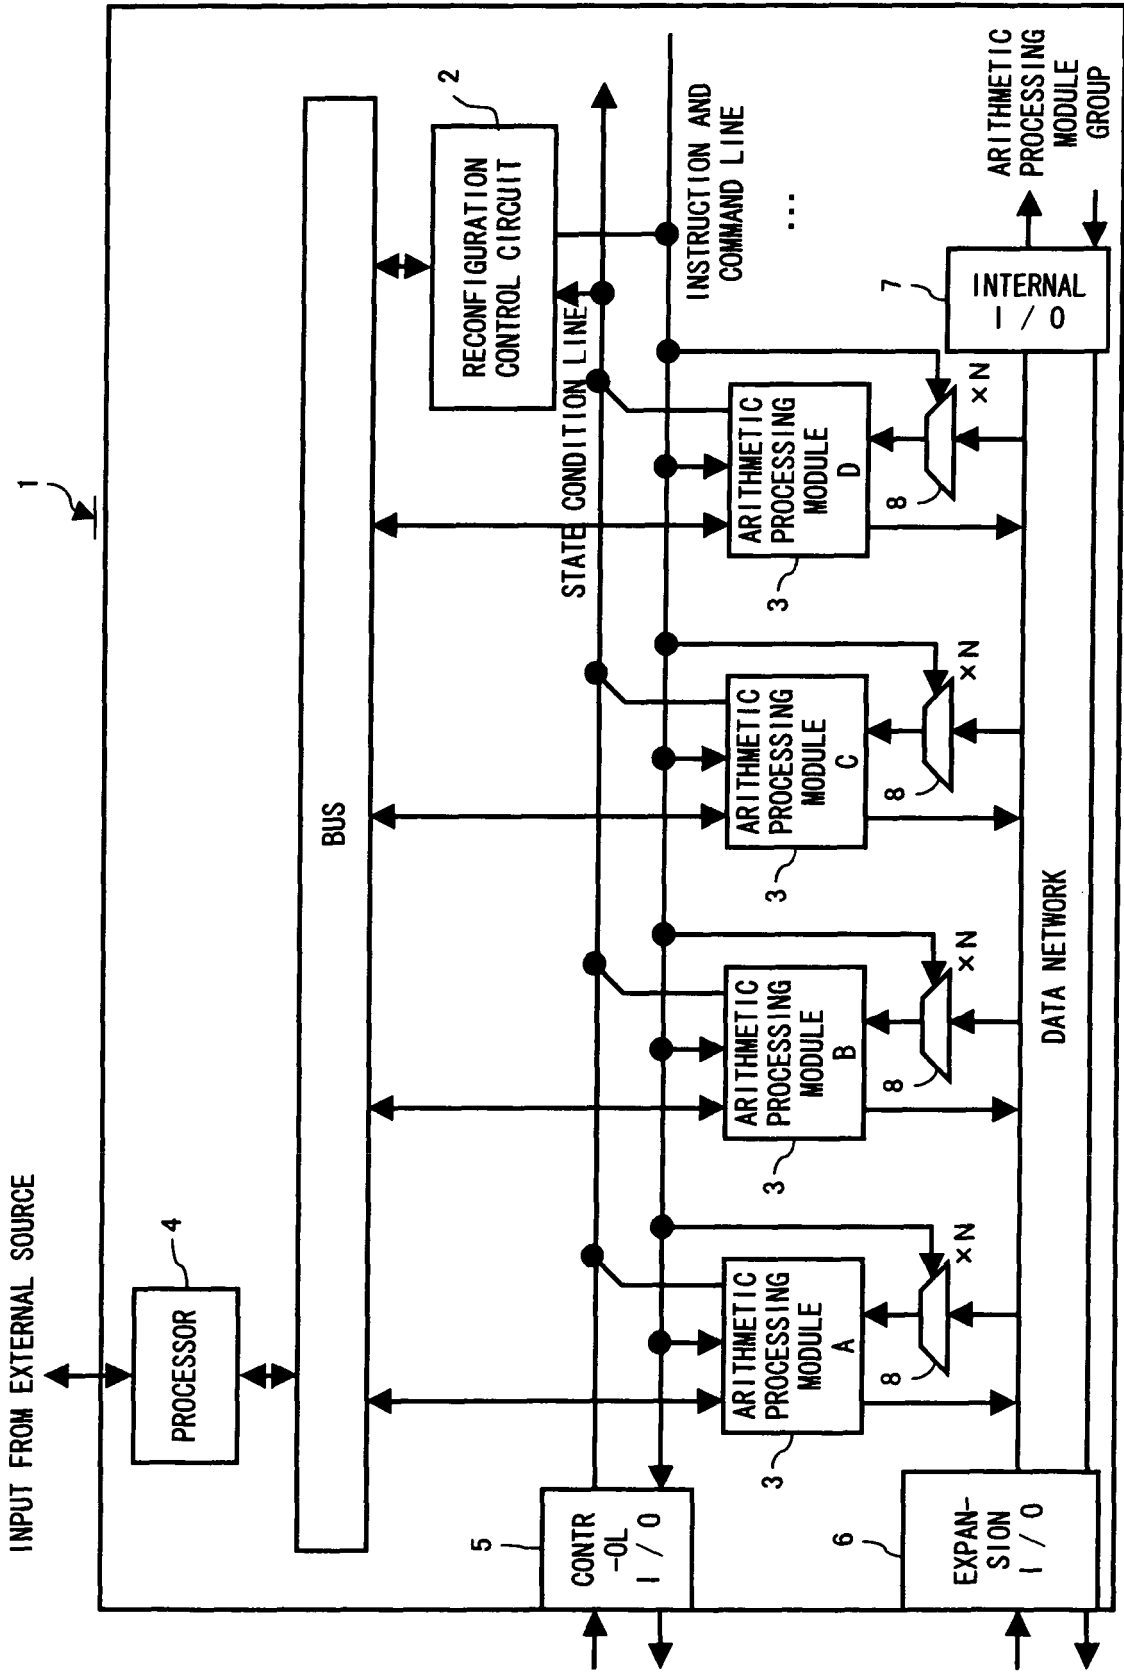 1
INPUT FROM EXTERNAL SOURCE
PROCESSOR
4
BUS
RECONFIGURATION
CONTROL CIRCUIT
2
STATE CONDITION LINE
INSTRUCTION AND
COMMAND LINE
...
CONTR
-OL
I/O
5
ARITHMETIC
PROCESSING
MODULE
A
3
ARITHMETIC
PROCESSING
MODULE
B
3
ARITHMETIC
PROCESSING
MODULE
C
3
ARITHMETIC
PROCESSING
MODULE
D
3
8
×N
8
×N
8
×N
8
×N
EXPAN-
SION
I/O
6
DATA NETWORK
INTERNAL
I/O
7
ARITHMETIC
PROCESSING
MODULE
GROUP